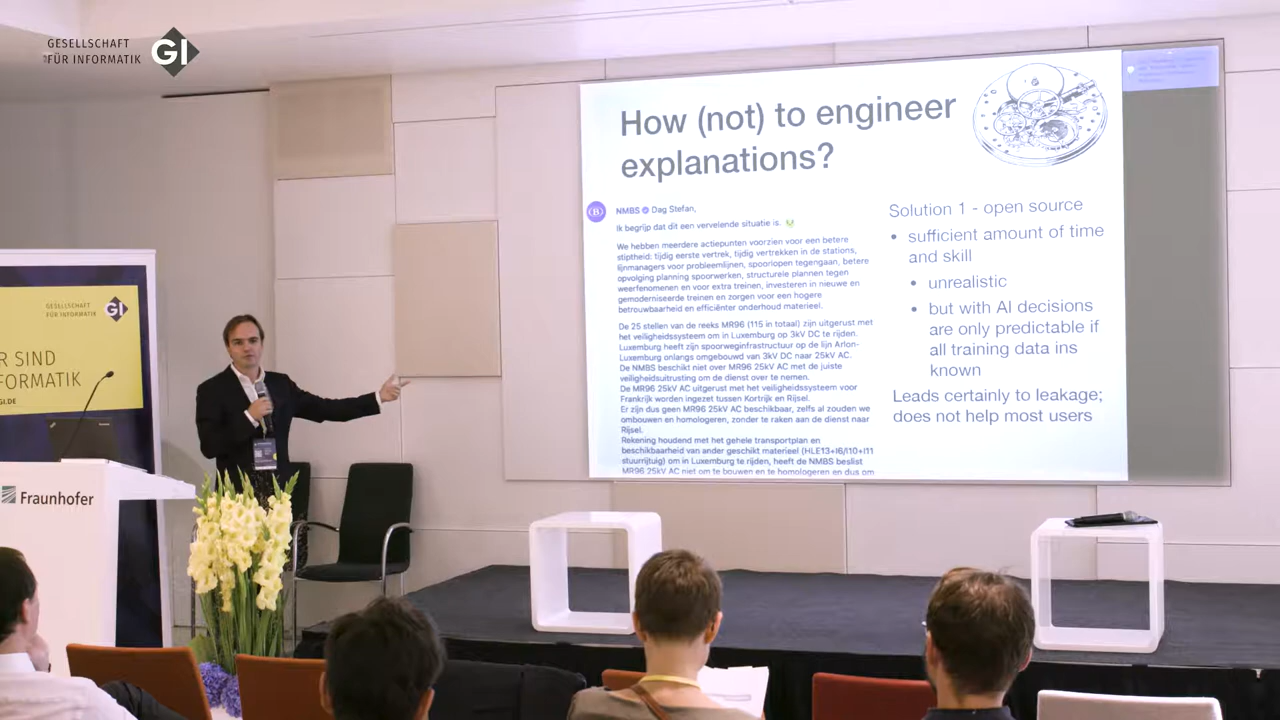 GESELLSCHAFT
FÜR INFORMATIK
GI
How (not) to engineer
explanations?
NMBS Dag Stefan,
Ik begrijp dat dit een vervelende situatie is.
We hebben meerdere actiepunten voorzien voor een betere
stiptheid: tijdig eerste vertrek, tijdig vertrekken in de stations,
lijnmanagers voor probleemlijnen, spoorlopen tegengaan, betere
opvolging planning spoorwerken, structurele plannen tegen
weerfenomenen en voor extra treinen, investeren in nieuwe en
gemoderniseerde treinen en zorgen voor een hogere
betrouwbaarheid en efficiënter onderhoud materieel.
De 25 stellen van de reeks MR96 (115 in totaal) zijn uitgerust met
het veiligheidssysteem om in Luxemburg op 3kV DC te rijden.
Luxemburg heeft zijn spoorweginfrastructuur op de lijn Arlon-
Luxemburg onlangs omgebouwd van 3kV DC naar 25kV AC.
De NMBS beschikt niet over MR96 25kV AC met de juiste
veiligheidsuitrusting om de dienst over te nemen.
De MR96 25kV AC uitgerust met het veiligheidssysteem voor
Frankrijk worden ingezet tussen Kortrijk en Rijsel.
Er zijn dus geen MR96 25kV AC beschikbaar, zelfs al zouden we
ombouwen en homologeren, zonder te raken aan de dienst naar
Rijsel.
Rekening houdend met het gehele transportplan en
beschikbaarheid van ander geschikt materieel (HLE13+I6/I10+I11
stuurrijtuig) om in Luxemburg te rijden, heeft de NMBS beslist
MR96 25kV AC niet om te bouwen en te homologeren en dus om
Solution 1 - open source
• sufficient amount of time
and skill
• unrealistic
• but with AI decisions
are only predictable if
all training data ins
known
Leads certainly to leakage;
does not help most users
GESELLSCHAFT
FÜR INFORMATIK
GI
R SIND
FORMATIK
GI.DE
Fraunhofer